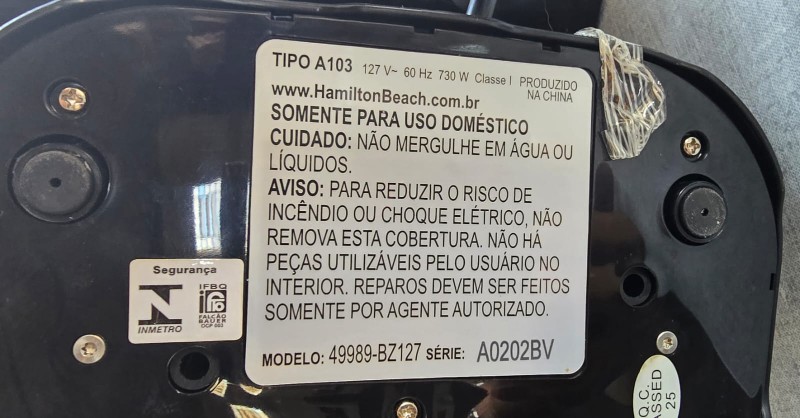 TIPO A103 127 V~ 60 Hz 730 W Classe I PRODUZIDO NA CHINA
www.HamiltonBeach.com.br
SOMENTE PARA USO DOMÉSTICO
CUIDADO: NÃO MERGULHE EM ÁGUA OU
LÍQUIDOS.
AVISO: PARA REDUZIR O RISCO DE
INCÊNDIO OU CHOQUE ELÉTRICO, NÃO
REMOVA ESTA COBERTURA. NÃO HÁ
PEÇAS UTILIZÁVEIS PELO USUÁRIO NO
INTERIOR. REPAROS DEVEM SER FEITOS
SOMENTE POR AGENTE AUTORIZADO.
MODELO: 49989-BZ127 SÉRIE: A0202BV
Segurança
INMETRO
IFBQ
FALCÃO
BAUER
OCP 003
Q.C.
25